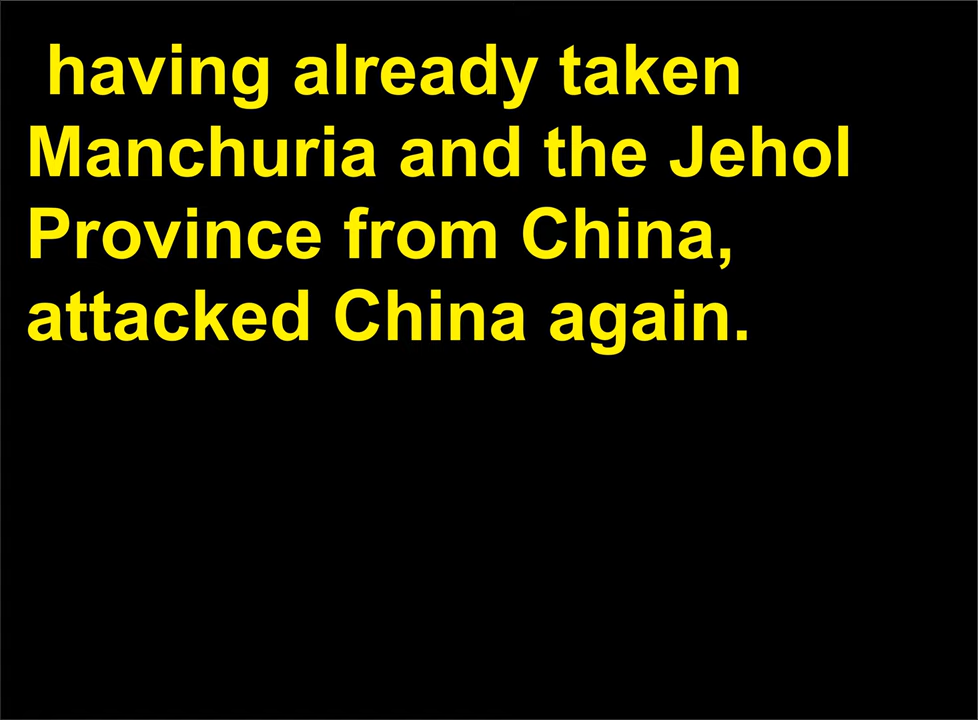 having already taken
Manchuria and the Jehol
Province from China,
attacked China again.